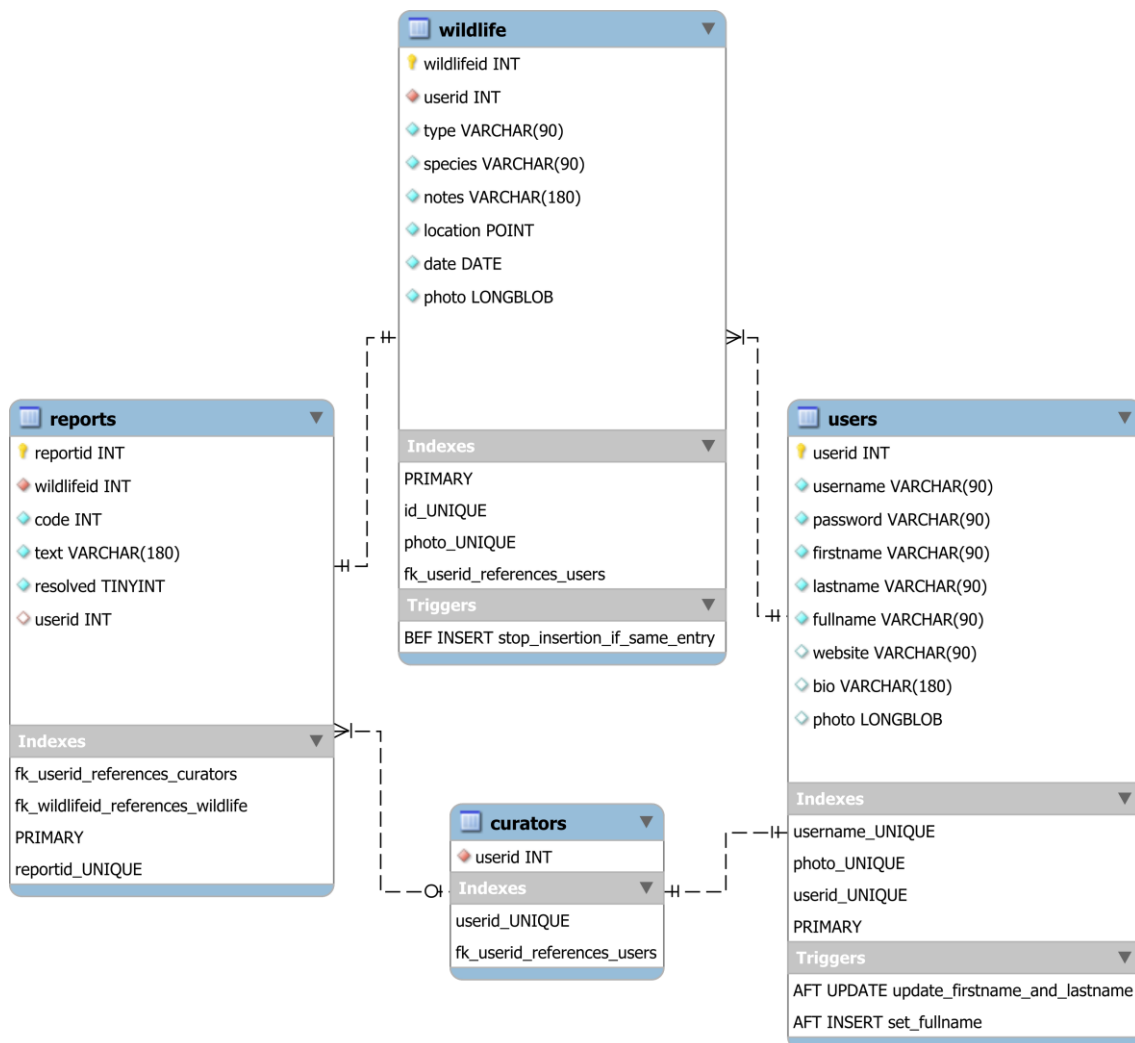 wildlife
wildlifeid INT
userid INT
type VARCHAR(90)
species VARCHAR(90)
notes VARCHAR(180)
location POINT
date DATE
photo LONGBLOB
Indexes
PRIMARY
id_UNIQUE
photo_UNIQUE
fk_userid_references_users
Triggers
BEF INSERT stop_insertion_if_same_entry
reports
reportid INT
wildlifeid INT
code INT
text VARCHAR(180)
resolved TINYINT
userid INT
Indexes
fk_userid_references_curators
fk_wildlifeid_references_wildlife
PRIMARY
reportid_UNIQUE
curators
userid INT
Indexes
userid_UNIQUE
fk_userid_references_users
users
userid INT
username VARCHAR(90)
password VARCHAR(90)
firstname VARCHAR(90)
lastname VARCHAR(90)
fullname VARCHAR(90)
website VARCHAR(90)
bio VARCHAR(180)
photo LONGBLOB
Indexes
username_UNIQUE
photo_UNIQUE
userid_UNIQUE
PRIMARY
Triggers
AFT UPDATE update_firstname_and_lastname
AFT INSERT set_fullname